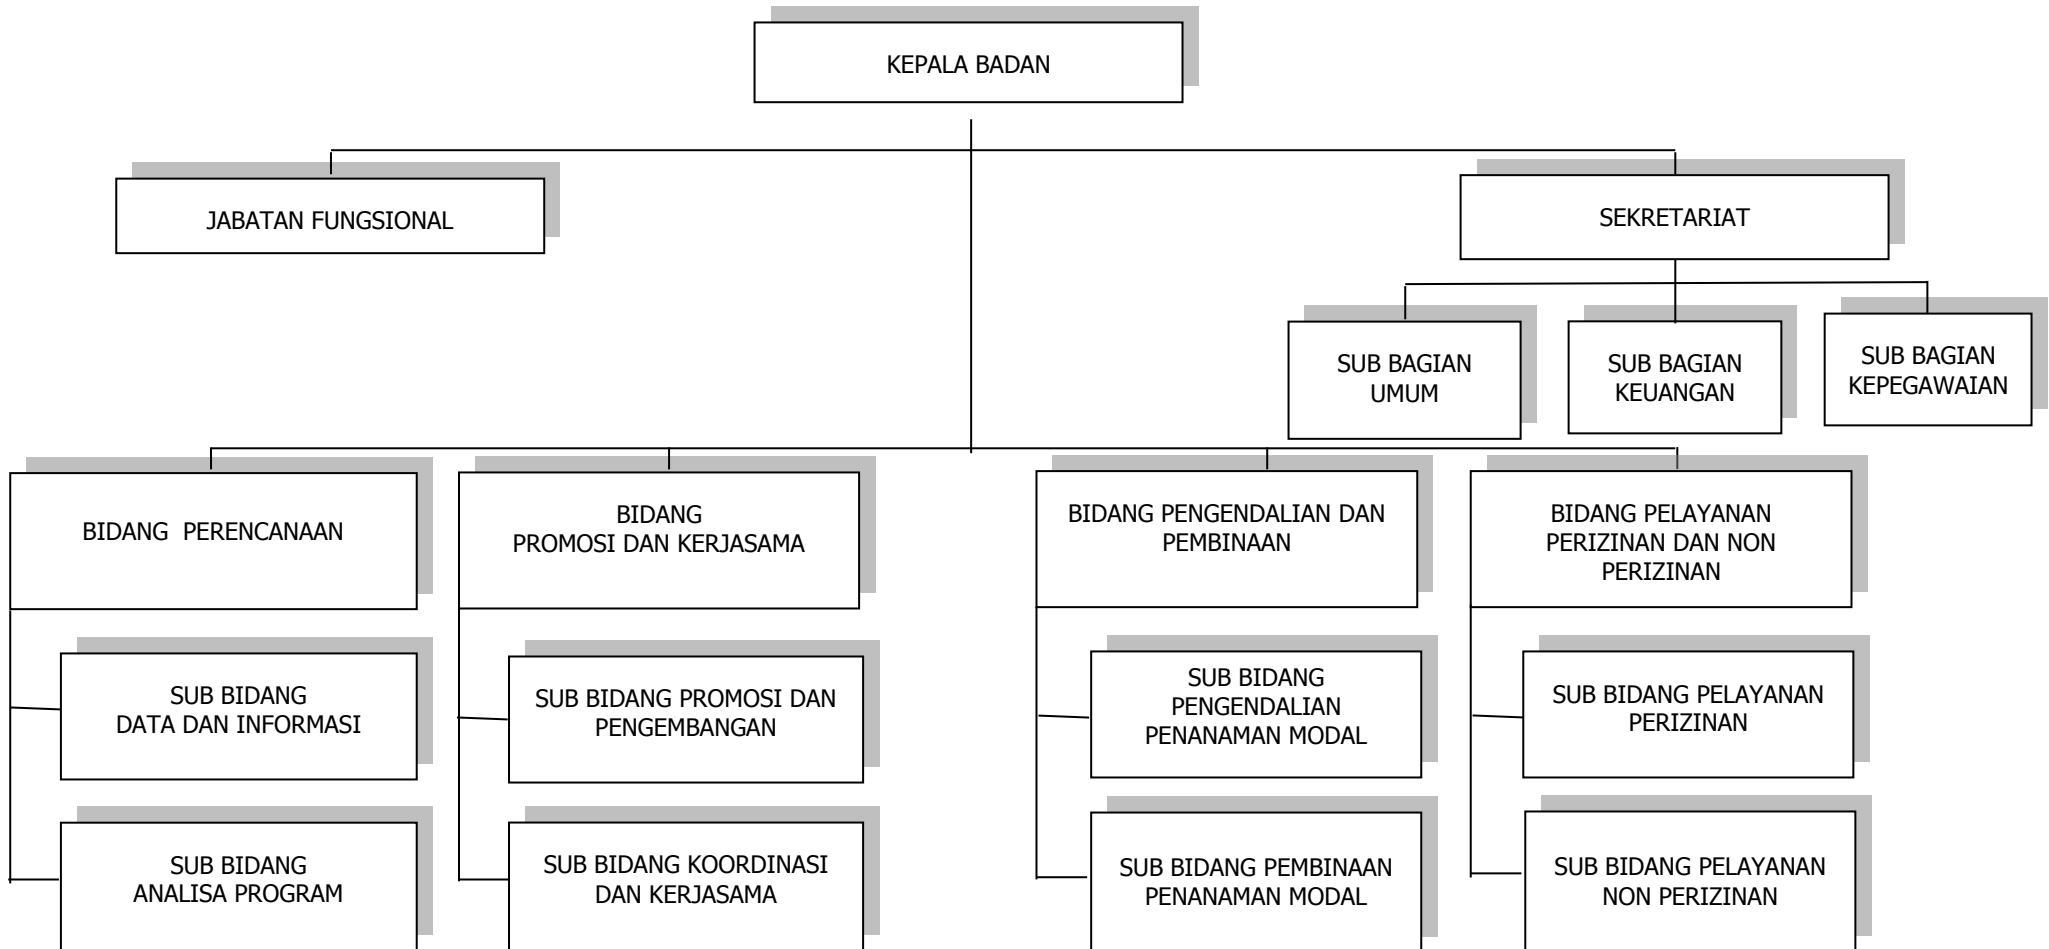 KEPALA BADAN
JABATAN FUNGSIONAL
SEKRETARIAT
SUB BAGIAN
UMUM
SUB BAGIAN
KEUANGAN
SUB BAGIAN
KEPEGAWAIAN
BIDANG  PERENCANAAN
BIDANG
PROMOSI DAN KERJASAMA
BIDANG PENGENDALIAN DAN
PEMBINAAN
BIDANG PELAYANAN
PERIZINAN DAN NON
PERIZINAN
SUB BIDANG
DATA DAN INFORMASI
SUB BIDANG PROMOSI DAN
PENGEMBANGAN
SUB BIDANG
PENGENDALIAN
PENANAMAN MODAL
SUB BIDANG PELAYANAN
PERIZINAN
SUB BIDANG
ANALISA PROGRAM
SUB BIDANG KOORDINASI
DAN KERJASAMA
SUB BIDANG PEMBINAAN
PENANAMAN MODAL
SUB BIDANG PELAYANAN
NON PERIZINAN